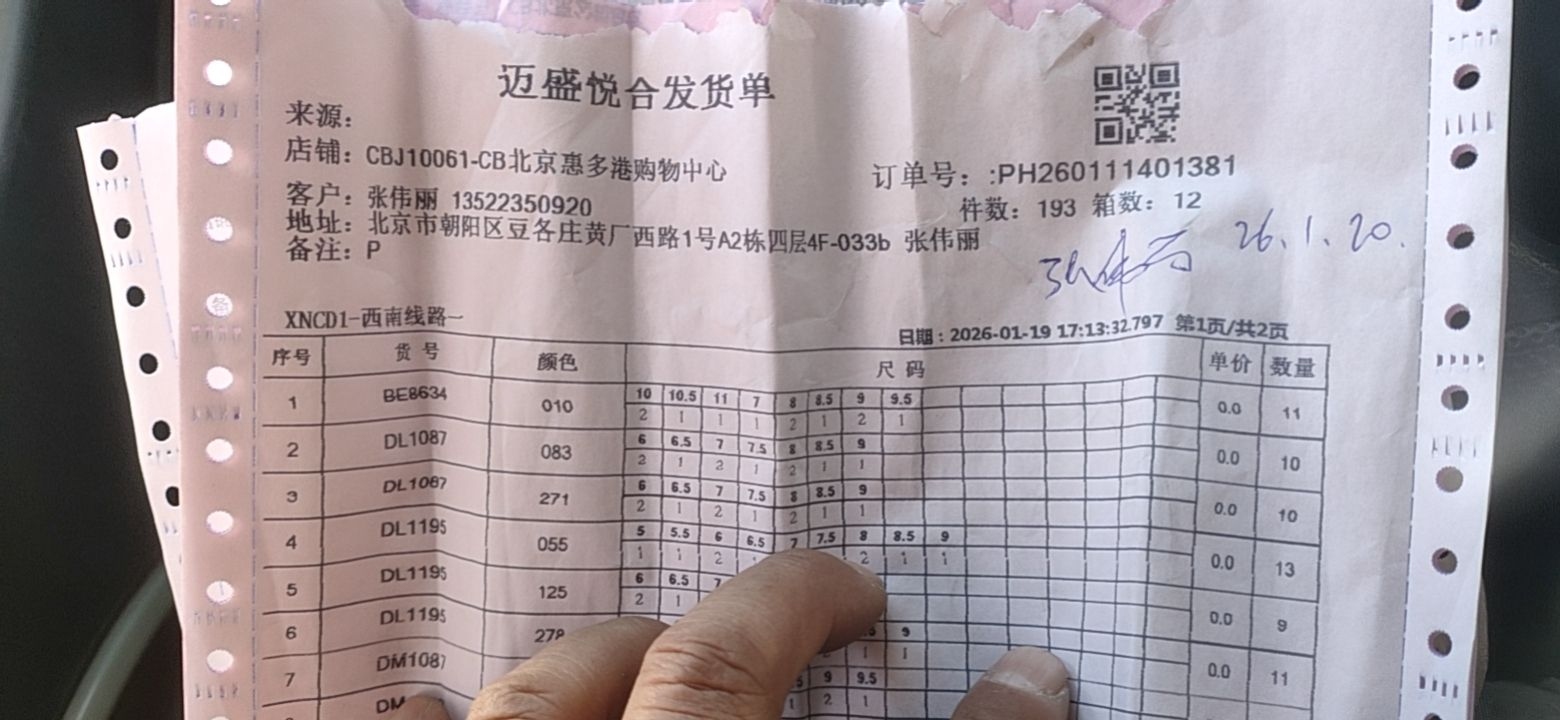 迈盛悦合发货单
来源：
店铺：CBJ10061-CB北京惠多港购物中心
订单号：:PH260111401381
客户：张伟丽 13522350920
件数：193 箱数：12
地址：北京市朝阳区豆各庄黄厂西路1号A2栋四层4F-033b 张伟丽
备注：P
张伟丽 26.1.20.
XNCD1-西南线路一
日期：2026-01-19 17:13:32.797 第1页/共2页
序号 货号 颜色 尺码 单价 数量
10 10.5 11 7 8 8.5 9 9.5
1 BE8634 010 0.0 11
2 1 1 1 2 1 2 1
6 6.5 7 7.5 8 8.5 9
2 DL1087 083 0.0 10
2 1 2 1 2 1 1
6 6.5 7 7.5 8 8.5 9
3 DL1087 271 0.0 10
2 1 2 1 2 1 1
5 5.5 6 6.5 7 7.5 8 8.5 9
4 DL1195 055 0.0 13
1 1 2 2 1 1
6 6.5 7
5 DL1195 125 0.0 9
2 1
9
6 DL1195 278 0.0 11
1 1
9 9.5
7 DM1087
1 2 1